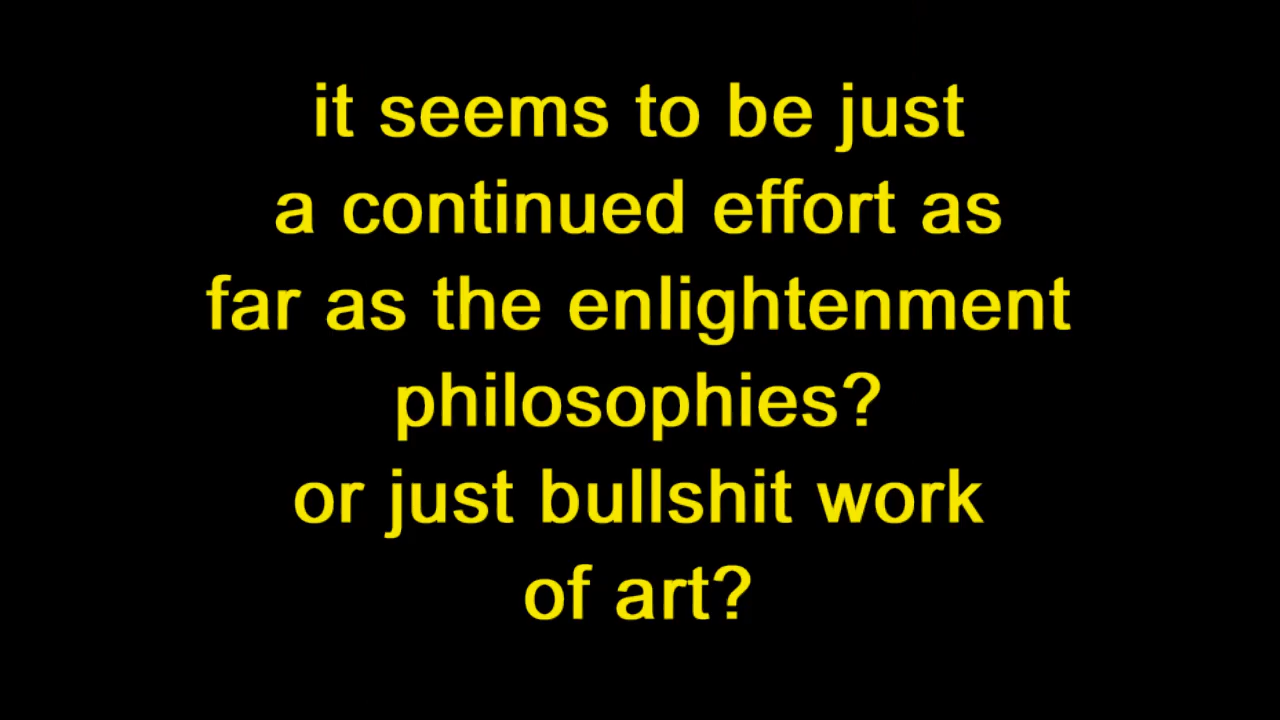 it seems to be just
a continued effort as
far as the enlightenment
philosophies?
or just bullshit work
of art?